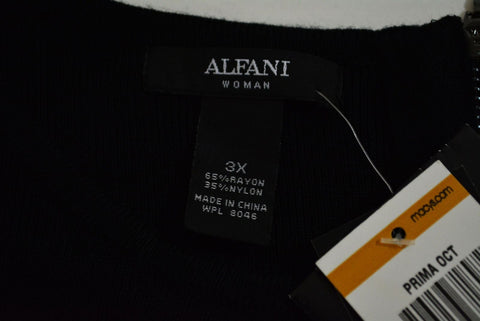 ALFANI
WOMAN
3X
65%RAYON
35%NYLON
MADE IN CHINA
WPL 8046
macys.com
PRIMA OCT